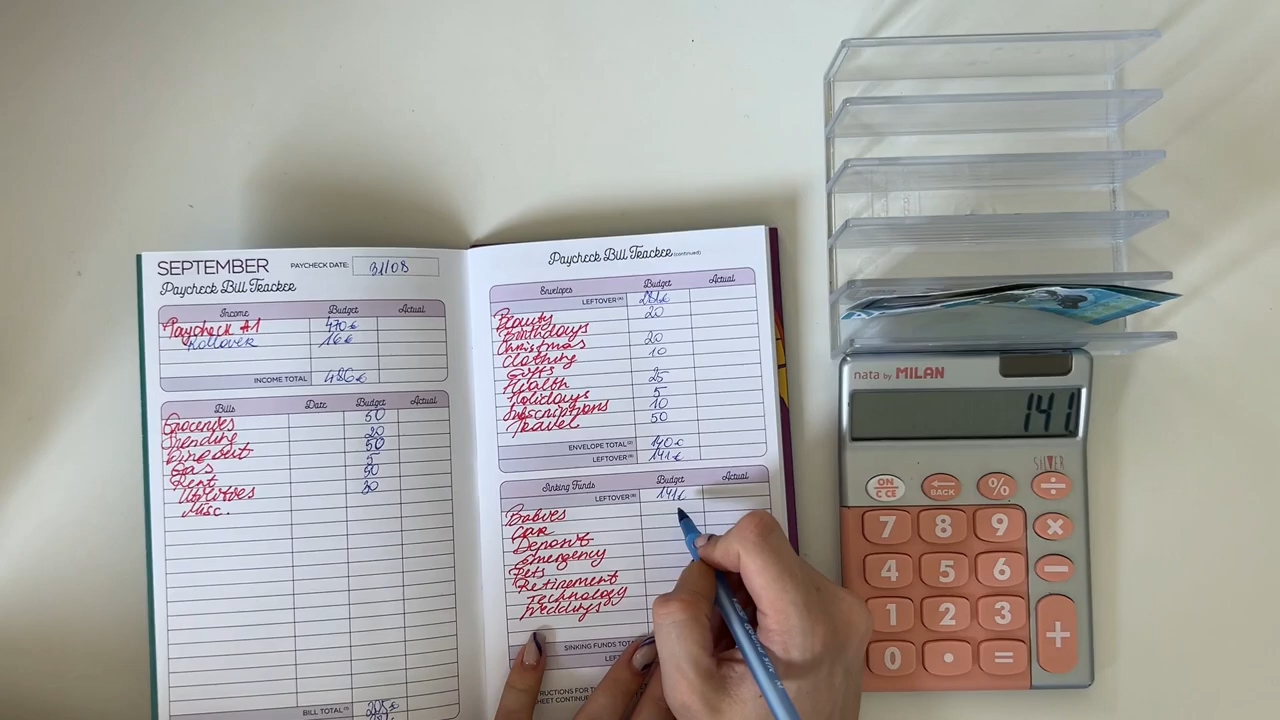 SEPTEMBER PAYCHECK DATE: 31/08
Paycheck Bill Tracker
Income Budget Actual
Paycheck #1 470€
Rollover 16€
INCOME TOTAL 486€
Bills Date Budget Actual
Groceries 50
Spending 20
Dine out 50
Gas 5
Rent 50
Utilities 30
Misc.
BILL TOTAL 205€
Paycheck Bill Tracker (continued)
Envelopes Budget Actual
LEFTOVER 281€
Beauty 20
Birthdays
Christmas 20
Clothing 10
Gifts
Health 25
Holidays 5
Subscriptions 10
Travel 50
ENVELOPE TOTAL 140€
LEFTOVER 141€
Sinking Funds Budget Actual
LEFTOVER 141€
Babies
Car
Deposit
Emergency
Pets
Retirement
Technology
Weddings
SINKING FUNDS
nata by MILAN
141.
SILVER
ON/C CE BACK % ÷
7 8 9 ×
4 5 6 −
1 2 3 +
0 . =